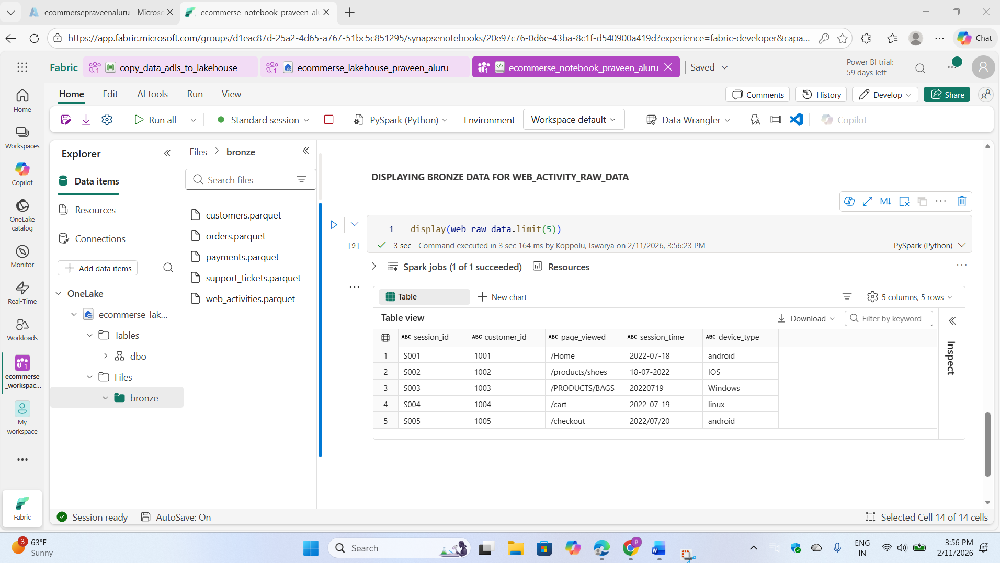 ecommersepraveenaluru - Microsc
ecommerse_notebook_praveen_alu
https://app.fabric.microsoft.com/groups/d1eac87d-25a2-4d65-a767-51bc5c851295/synapsenotebooks/20e97c76-0d6e-43ba-8c1f-d540900a419d?experience=fabric-developer&capa...
Chat
Fabric
copy_data_adls_to_lakehouse
ecommerse_lakehouse_praveen_aluru
ecommerse_notebook_praveen_aluru
Saved
Power BI trial:
59 days left
Home Edit AI tools Run View
Comments History Develop Share
Run all Standard session PySpark (Python) Environment Workspace default Data Wrangler Copilot
Home
Workspaces
Copilot
OneLake
catalog
Monitor
Real-Time
Workloads
ecommerse
_workspac...
My
workspace
Fabric
Explorer
Data items
Resources
Connections
Add data items
OneLake
ecommerse_lak...
Tables
dbo
Files
bronze
Files > bronze
Search files
customers.parquet
orders.parquet
payments.parquet
support_tickets.parquet
web_activities.parquet
DISPLAYING BRONZE DATA FOR WEB_ACTIVITY_RAW_DATA
M↓
1 display(web_raw_data.limit(5))
[9] 3 sec - Command executed in 3 sec 164 ms by Koppolu, Iswarya on 2/11/2026, 3:56:23 PM PySpark (Python)
Spark jobs (1 of 1 succeeded) Resources
Table New chart 5 columns, 5 rows
Table view Download Filter by keyword
ABC session_id ABC customer_id ABC page_viewed ABC session_time ABC device_type
1 S001 1001 /Home 2022-07-18 android
2 S002 1002 /products/shoes 18-07-2022 IOS
3 S003 1003 /PRODUCTS/BAGS 20220719 Windows
4 S004 1004 /cart 2022-07-19 linux
5 S005 1005 /checkout 2022/07/20 android
Inspect
Session ready AutoSave: On Selected Cell 14 of 14 cells
3
63°F
Sunny
Search
P
ENG
IN
3:56 PM
2/11/2026